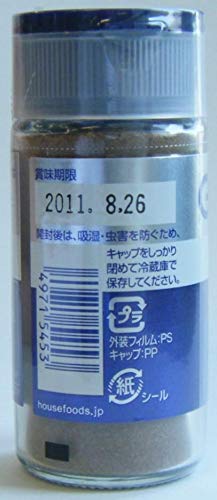 賞味期限
2011. 8.26
開封後は、吸湿・虫害を防ぐため、
キャップをしっかり
閉めて冷蔵庫で
保存してください。
49715453
プラ
外装フィルム:PS
キャップ:PP
紙
シール
housefoods.jp